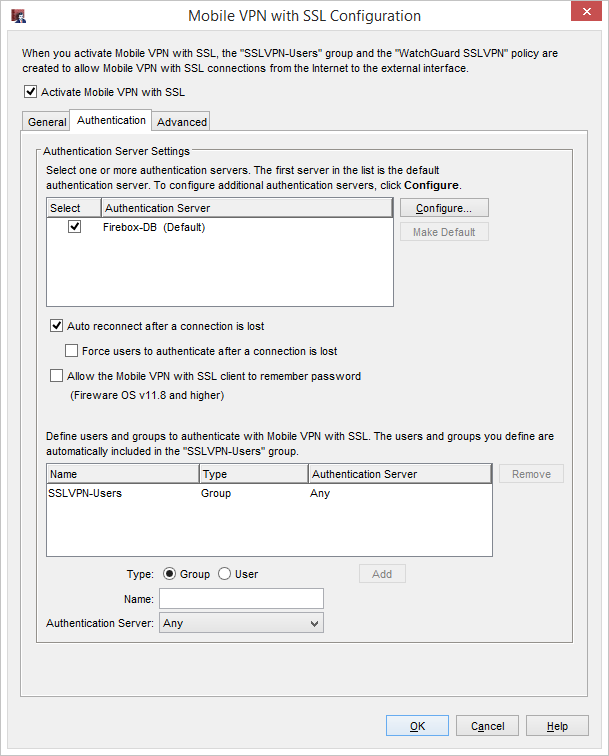 Mobile VPN with SSL Configuration
When you activate Mobile VPN with SSL, the "SSLVPN-Users" group and the "WatchGuard SSLVPN" policy are
created to allow Mobile VPN with SSL connections from the Internet to the external interface.
Activate Mobile VPN with SSL
General Authentication Advanced
Authentication Server Settings
Select one or more authentication servers. The first server in the list is the default
authentication server. To configure additional authentication servers, click Configure.
Select Authentication Server Configure...
Firebox-DB (Default) Make Default
Auto reconnect after a connection is lost
Force users to authenticate after a connection is lost
Allow the Mobile VPN with SSL client to remember password
(Fireware OS v11.8 and higher)
Define users and groups to authenticate with Mobile VPN with SSL. The users and groups you define are
automatically included in the "SSLVPN-Users" group.
Name Type Authentication Server Remove
SSLVPN-Users Group Any
Type: Group User Add
Name:
Authentication Server: Any
OK Cancel Help